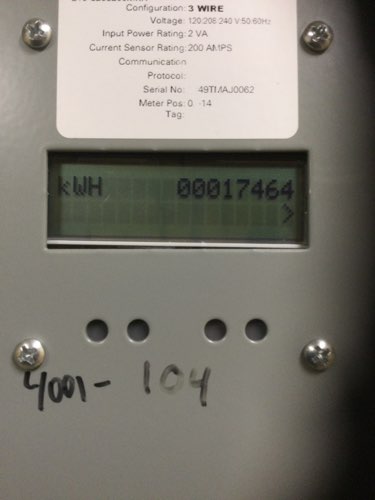 Configuration: 3 WIRE
Voltage: 120:208-240 V:50/60Hz
Input Power Rating: 2 VA
Current Sensor Rating: 200 AMPS
Communication
Protocol:
Serial No: 49TMAJ0062
Meter Pos: 0. -14
Tag:
kWH 00017464
>
4001- 104